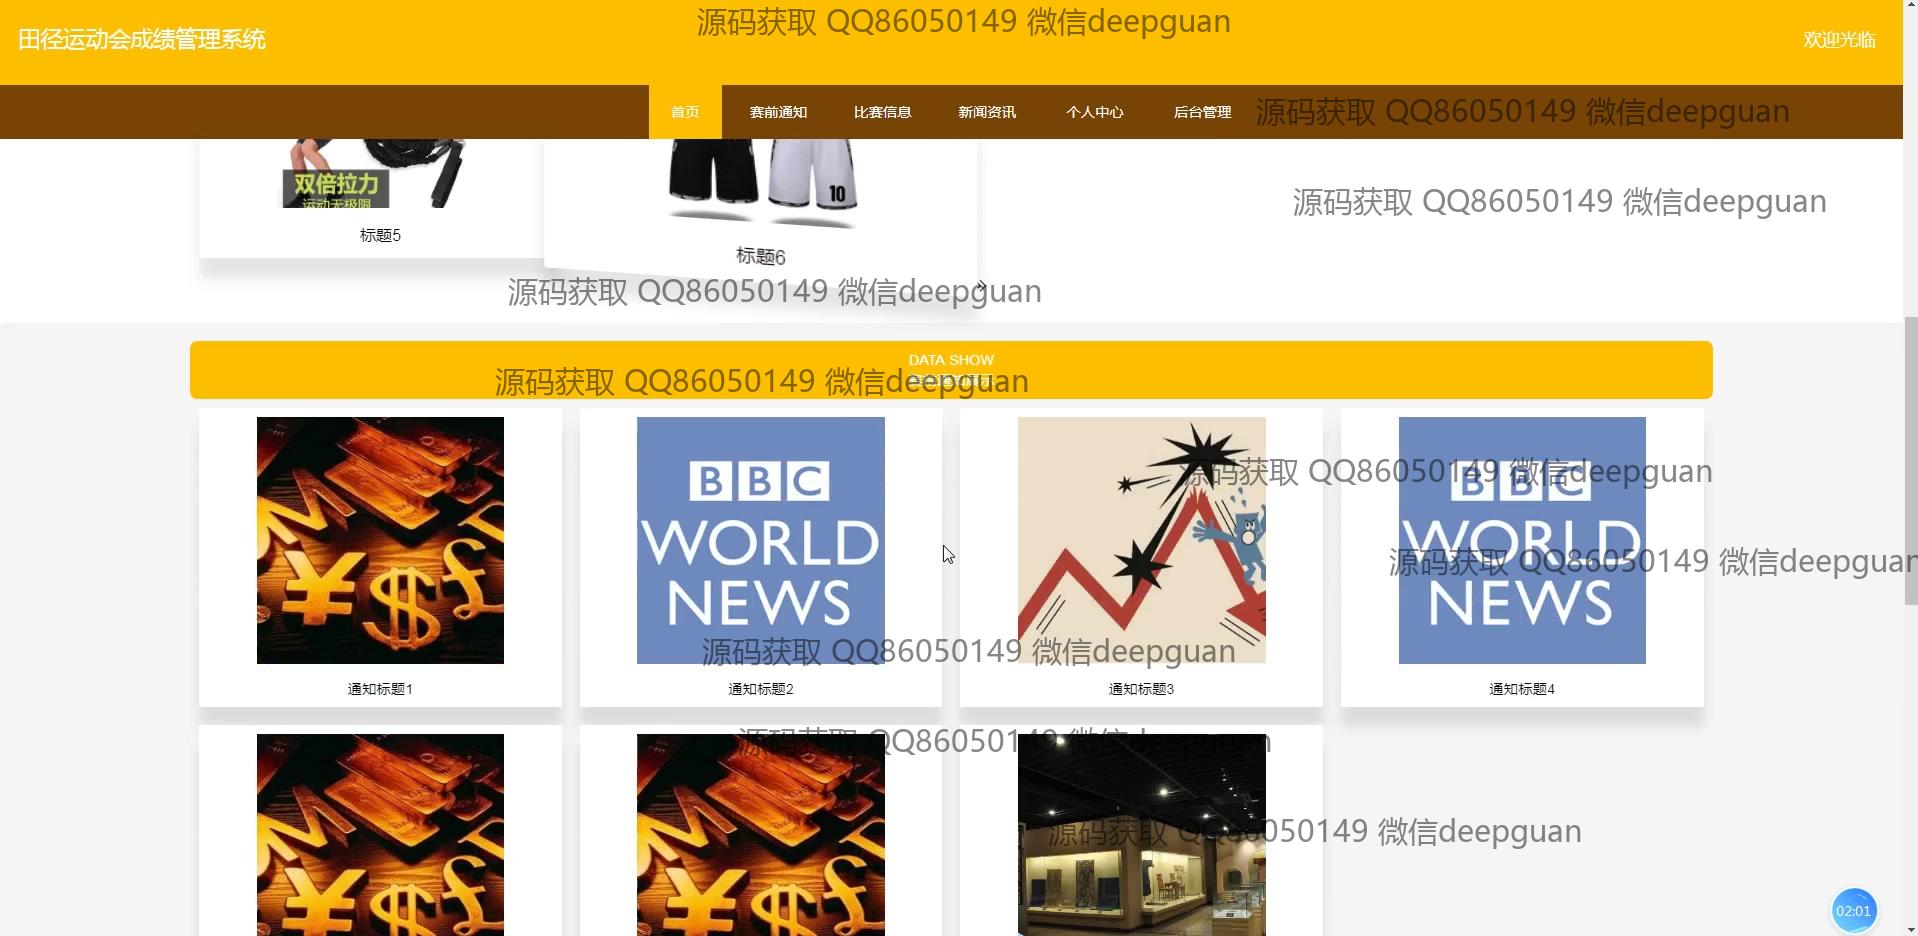 源码获取 QQ86050149 微信deepguan
田径运动会成绩管理系统
欢迎光临
首页
赛前通知
比赛信息
新闻资讯
个人中心
后台管理
源码获取 QQ86050149 微信deepguan
双倍拉力
运动无极限
10
源码获取 QQ86050149 微信deepguan
标题5
标题6
源码获取 QQ86050149 微信deepguan
DATA SHOW
源码获取 QQ86050149 微信deepguan
BBC
WORLD
NEWS
源码获取 QQ86050149 微信deepguan
BBC
WORLD
NEWS
源码获取 QQ86050149 微信deepguan
源码获取 QQ86050149 微信deepguan
通知标题1
通知标题2
通知标题3
通知标题4
源码获取 QQ86050149 微信deepguan
源码获取 QQ86050149 微信deepguan
02:01